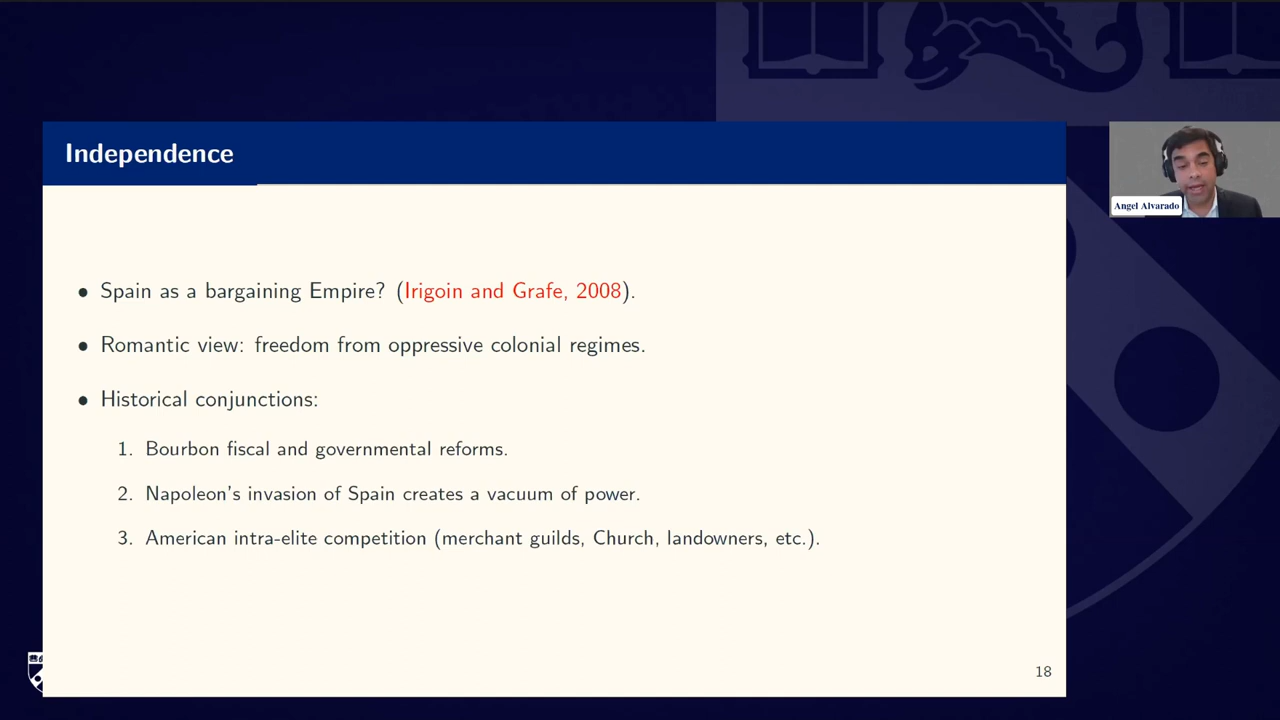 Independence
Angel Alvarado
• Spain as a bargaining Empire? (Irigoin and Grafe, 2008).
• Romantic view: freedom from oppressive colonial regimes.
• Historical conjunctions:
1. Bourbon fiscal and governmental reforms.
2. Napoleon's invasion of Spain creates a vacuum of power.
3. American intra-elite competition (merchant guilds, Church, landowners, etc.).
18